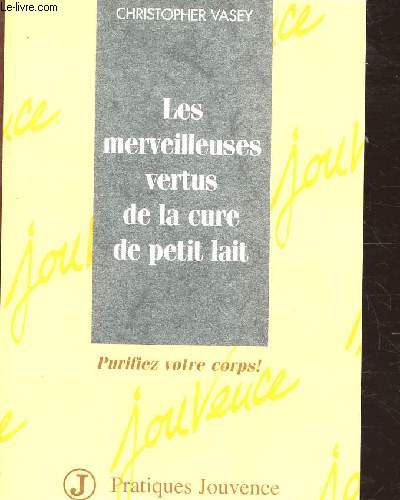 Le-livre.com
CHRISTOPHER VASEY
Les
merveilleuses
vertus
de la cure
de petit lait
Purifiez votre corps!
jouvence
J Pratiques Jouvence